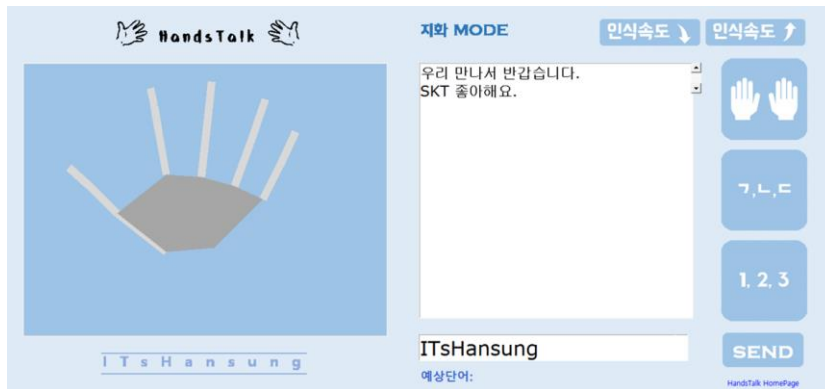 HandsTalk
지화 MODE
인식속도
인식속도
우리 만나서 반갑습니다.
SKT 좋아해요.
ㄱ,ㄴ,ㄷ
1, 2, 3
ITsHansung
ITsHansung
SEND
예상단어:
HandsTalk HomePage